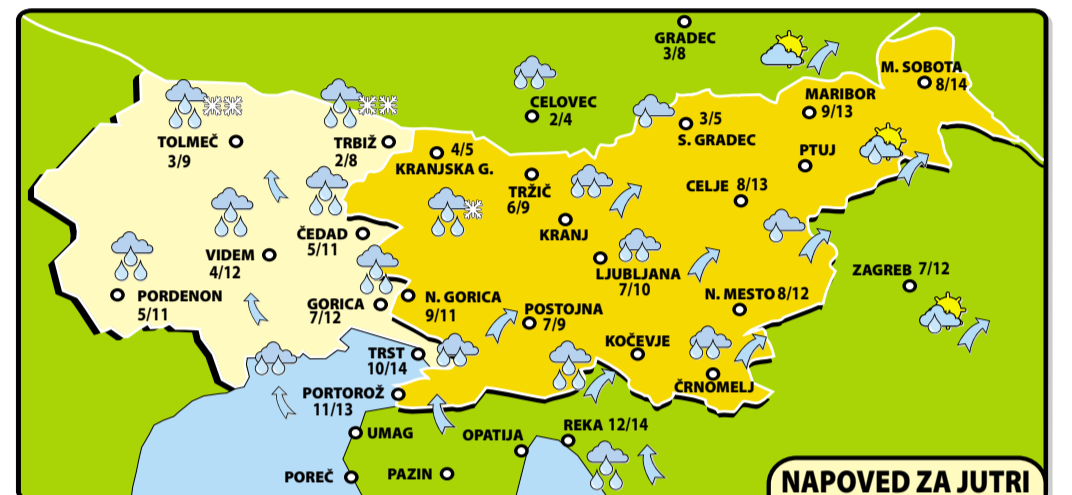 GRADEC
3/8
M. SOBOTA
8/14
CELOVEC
2/4
MARIBOR
9/13
3/5
S. GRADEC
TOLMEČ
3/9
TRBIŽ
2/8
4/5
KRANJSKA G.
PTUJ
TRŽIČ
6/9
CELJE 8/13
KRANJ
ČEDAD
5/11
VIDEM
4/12
LJUBLJANA
7/10
ZAGREB 7/12
PORDENON
5/11
GORICA
7/12
N. GORICA
9/11
N. MESTO 8/12
POSTOJNA
7/9
KOČEVJE
TRST
10/14
ČRNOMELJ
PORTOROŽ
11/13
UMAG
OPATIJA
REKA 12/14
POREČ
PAZIN
NAPOVED ZA JUTRI